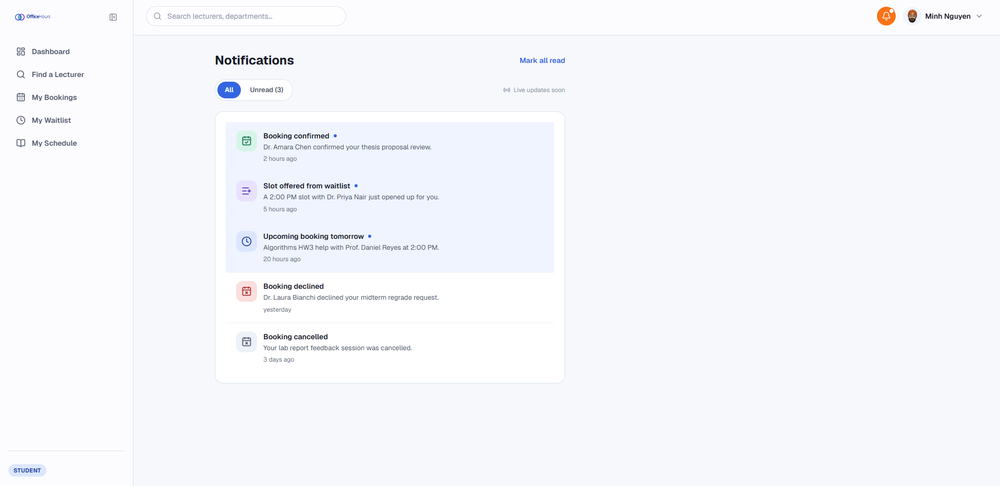 OfficeHours
Search lecturers, departments...
Minh Nguyen
Dashboard
Find a Lecturer
My Bookings
My Waitlist
My Schedule
STUDENT
Notifications
Mark all read
All
Unread (3)
Live updates soon
Booking confirmed
Dr. Amara Chen confirmed your thesis proposal review.
2 hours ago
Slot offered from waitlist
A 2:00 PM slot with Dr. Priya Nair just opened up for you.
5 hours ago
Upcoming booking tomorrow
Algorithms HW3 help with Prof. Daniel Reyes at 2:00 PM.
20 hours ago
Booking declined
Dr. Laura Bianchi declined your midterm regrade request.
yesterday
Booking cancelled
Your lab report feedback session was cancelled.
3 days ago